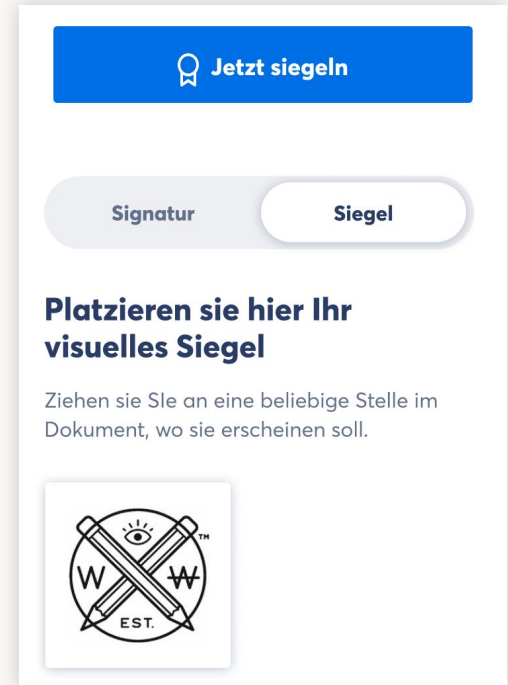 Jetzt siegeln
Signatur
Siegel
Platzieren sie hier Ihr
visuelles Siegel
Ziehen sie SIe an eine beliebige Stelle im
Dokument, wo sie erscheinen soll.
TM
W W
EST.